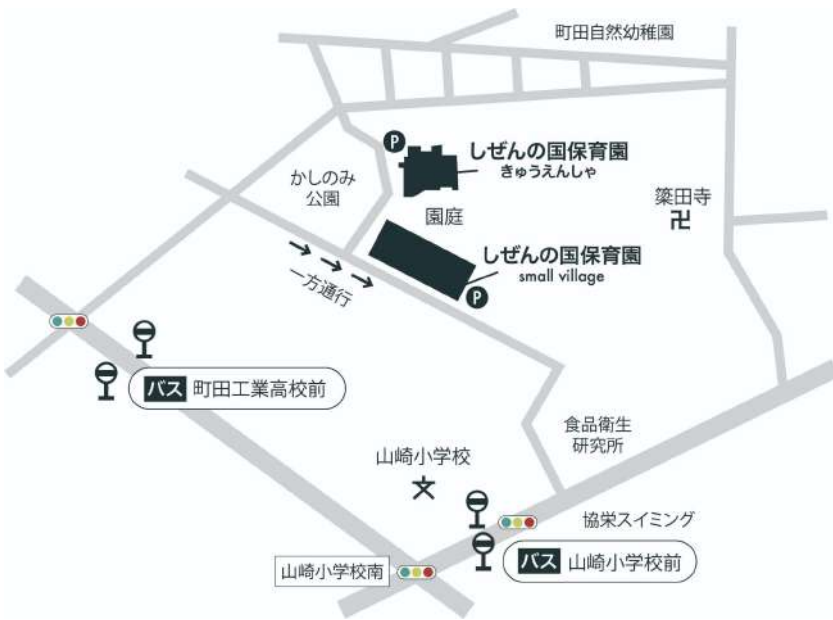 町田自然幼稚園
P
しぜんの国保育園
きゅうえんしゃ
かしのみ
公園
園庭
簗田寺
卍
しぜんの国保育園
small village
P
一方通行
バス 町田工業高校前
食品衛生
研究所
山崎小学校
文
協栄スイミング
バス 山崎小学校前
山崎小学校南